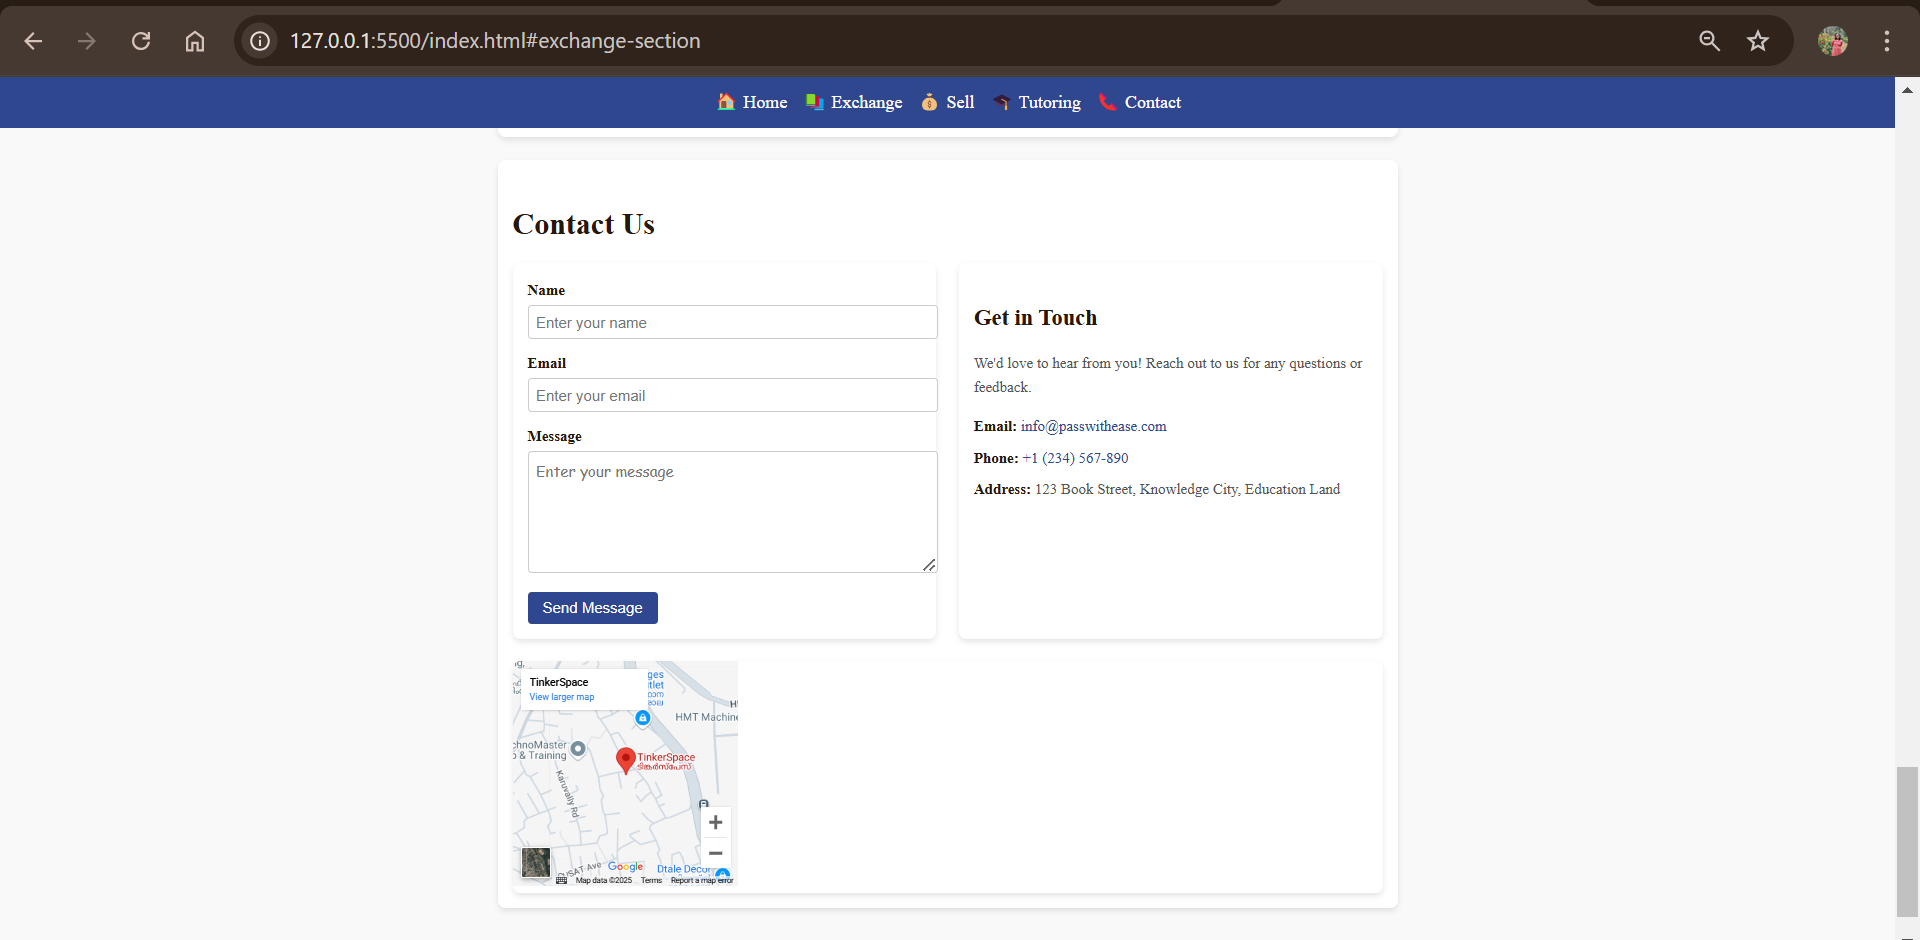 127.0.0.1:5500/index.html#exchange-section
Home Exchange Sell Tutoring Contact
Contact Us
Name
Enter your name
Email
Enter your email
Message
Enter your message
Send Message
Get in Touch
We'd love to hear from you! Reach out to us for any questions or
feedback.
Email: info@passwithease.com
Phone: +1 (234) 567-890
Address: 123 Book Street, Knowledge City, Education Land
TinkerSpace
View larger map
HMT Machine
& Training
TinkerSpace
ടിങ്കർസ്പേസ്
Karuvally Rd
Ave
Google
Dtale Decor
Map data ©2025 Terms Report a map error